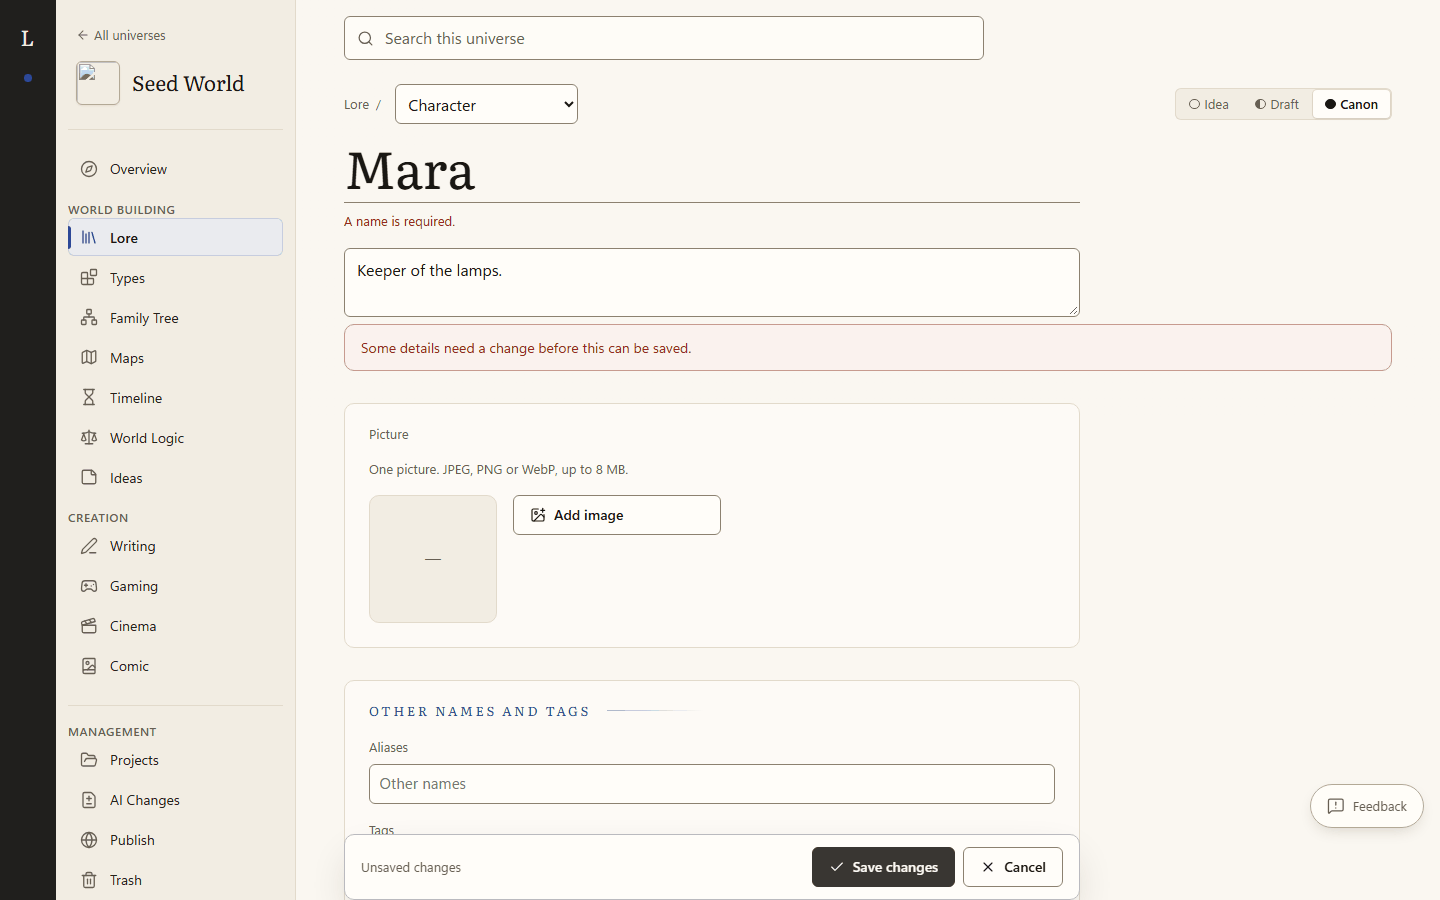 L
All universes
Seed World
Overview
WORLD BUILDING
Lore
Types
Family Tree
Maps
Timeline
World Logic
Ideas
CREATION
Writing
Gaming
Cinema
Comic
MANAGEMENT
Projects
AI Changes
Publish
Trash
Search this universe
Lore / Character
Idea Draft Canon
Mara
A name is required.
Keeper of the lamps.
Some details need a change before this can be saved.
Picture
One picture. JPEG, PNG or WebP, up to 8 MB.
—
Add image
OTHER NAMES AND TAGS
Aliases
Other names
Tags
Unsaved changes
Save changes Cancel
Feedback